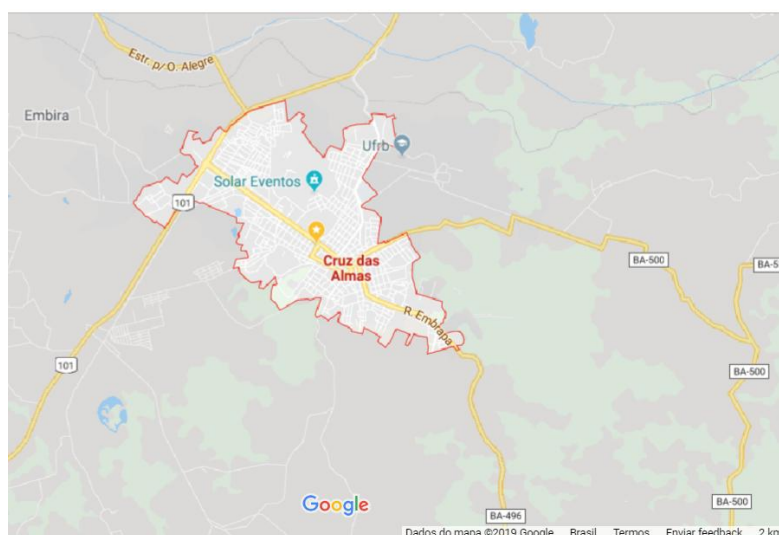 Estr. p/O. Alegre
Embira
Ufrb
Solar Eventos
101
Cruz das
Almas
BA-500
R. Embrapa
101
BA-500
BA-500
Google
BA-496
Dados do mapa ©2019 Google Brasil Termos Enviar feedback 2 km